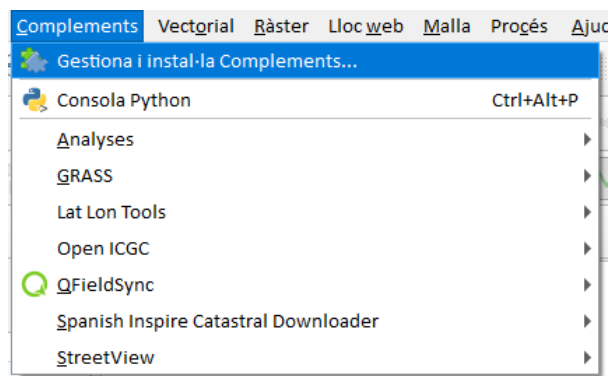 Complements Vectorial Ràster Lloc web Malla Procés Ajud
Gestiona i instal·la Complements...
Consola Python Ctrl+Alt+P
Analyses
GRASS
Lat Lon Tools
Open ICGC
QFieldSync
Spanish Inspire Catastral Downloader
StreetView